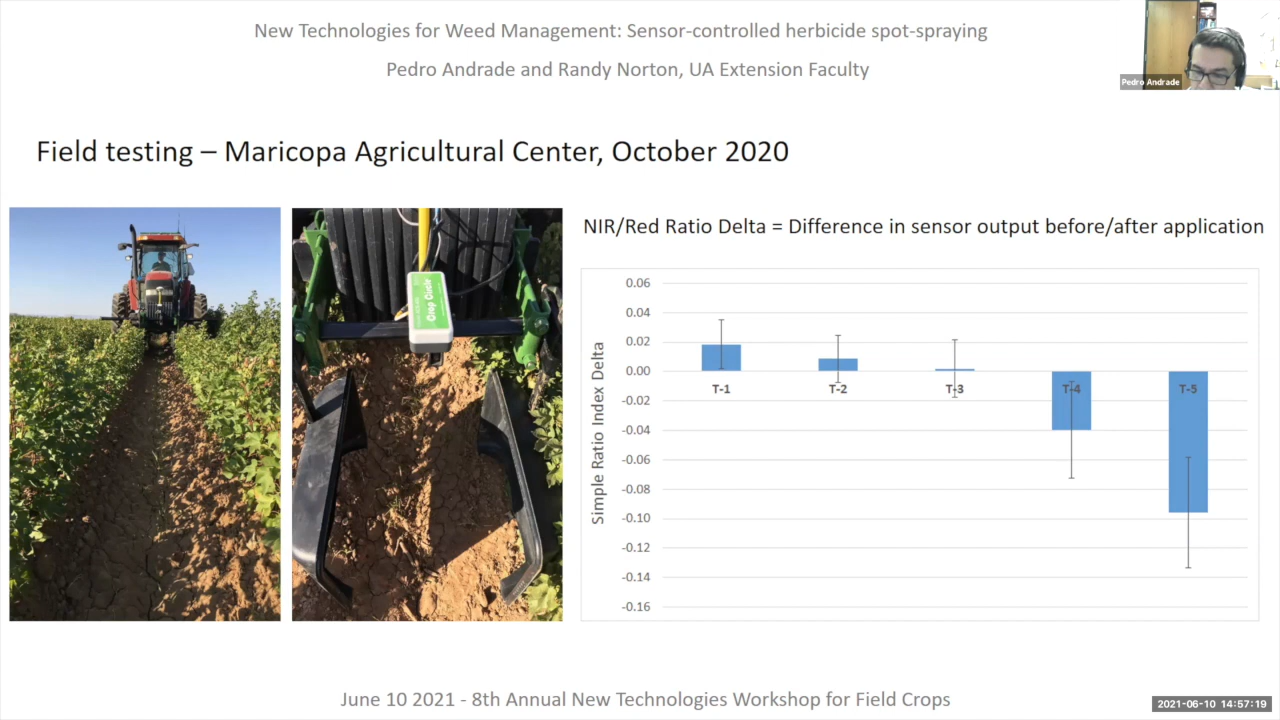 New Technologies for Weed Management: Sensor-controlled herbicide spot-spraying
Pedro Andrade and Randy Norton, UA Extension Faculty
Pedro Andrade
Field testing – Maricopa Agricultural Center, October 2020
Crop Circle
NIR/Red Ratio Delta = Difference in sensor output before/after application
Simple Ratio Index Delta
0.06
0.04
0.02
0.00
-0.02
-0.04
-0.06
-0.08
-0.10
-0.12
-0.14
-0.16
T-1 T-2 T-3 T-4 T-5
June 10 2021 - 8th Annual New Technologies Workshop for Field Crops
2021-06-10 14:57:19